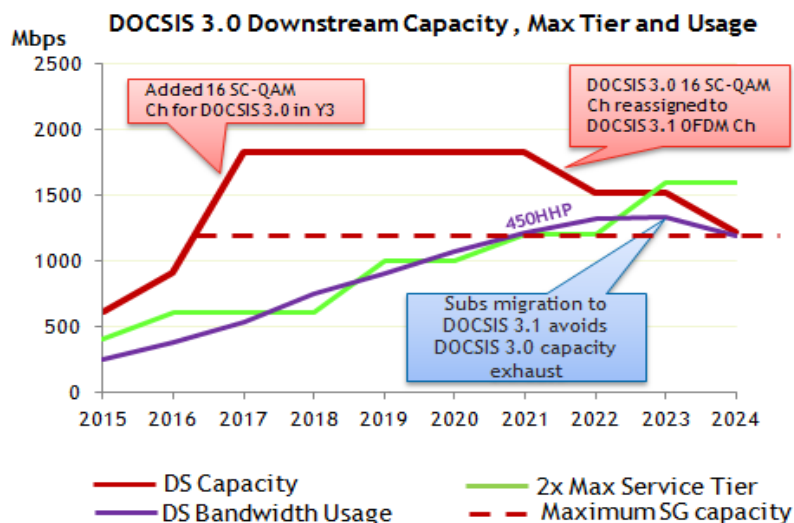 DOCSIS 3.0 Downstream Capacity , Max Tier and Usage
Mbps
2500
2000
1500
1000
500
0
Added 16 SC-QAM
Ch for DOCSIS 3.0 in Y3
DOCSIS 3.0 16 SC-QAM
Ch reassigned to
DOCSIS 3.1 OFDM Ch
450HHP
Subs migration to
DOCSIS 3.1 avoids
DOCSIS 3.0 capacity
exhaust
2015 2016 2017 2018 2019 2020 2021 2022 2023 2024
DS Capacity
2x Max Service Tier
DS Bandwidth Usage
Maximum SG capacity